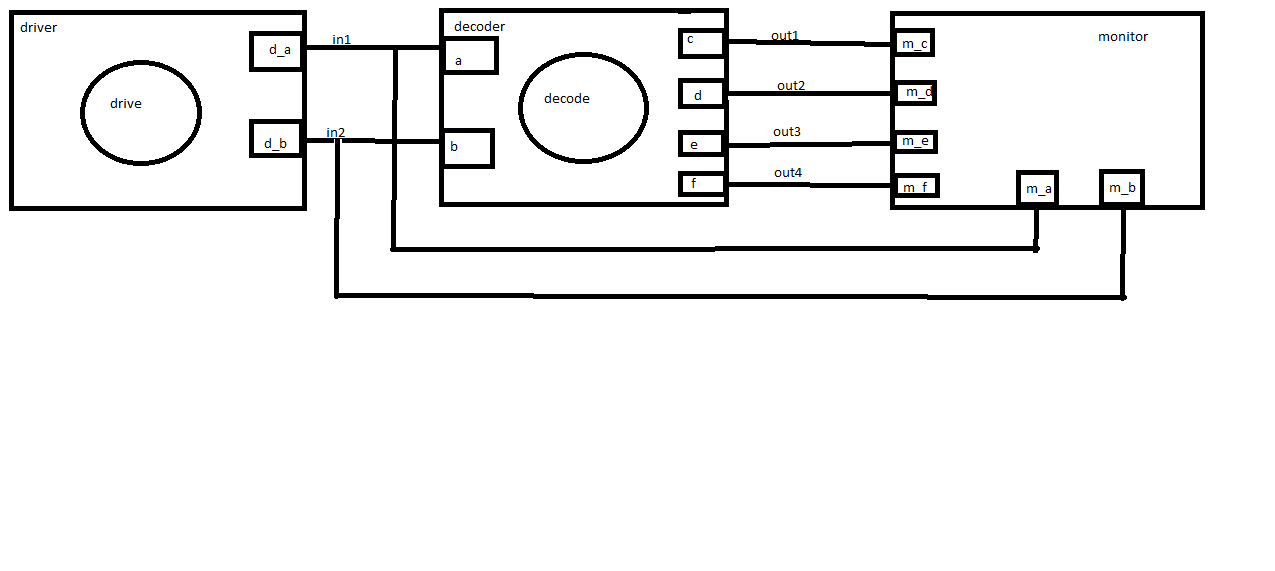 driver
drive
d_a
d_b
in1
in2
decoder
a
b
decode
c
d
e
f
out1
out2
out3
out4
monitor
m_c
m_d
m_e
m_f
m_a
m_b